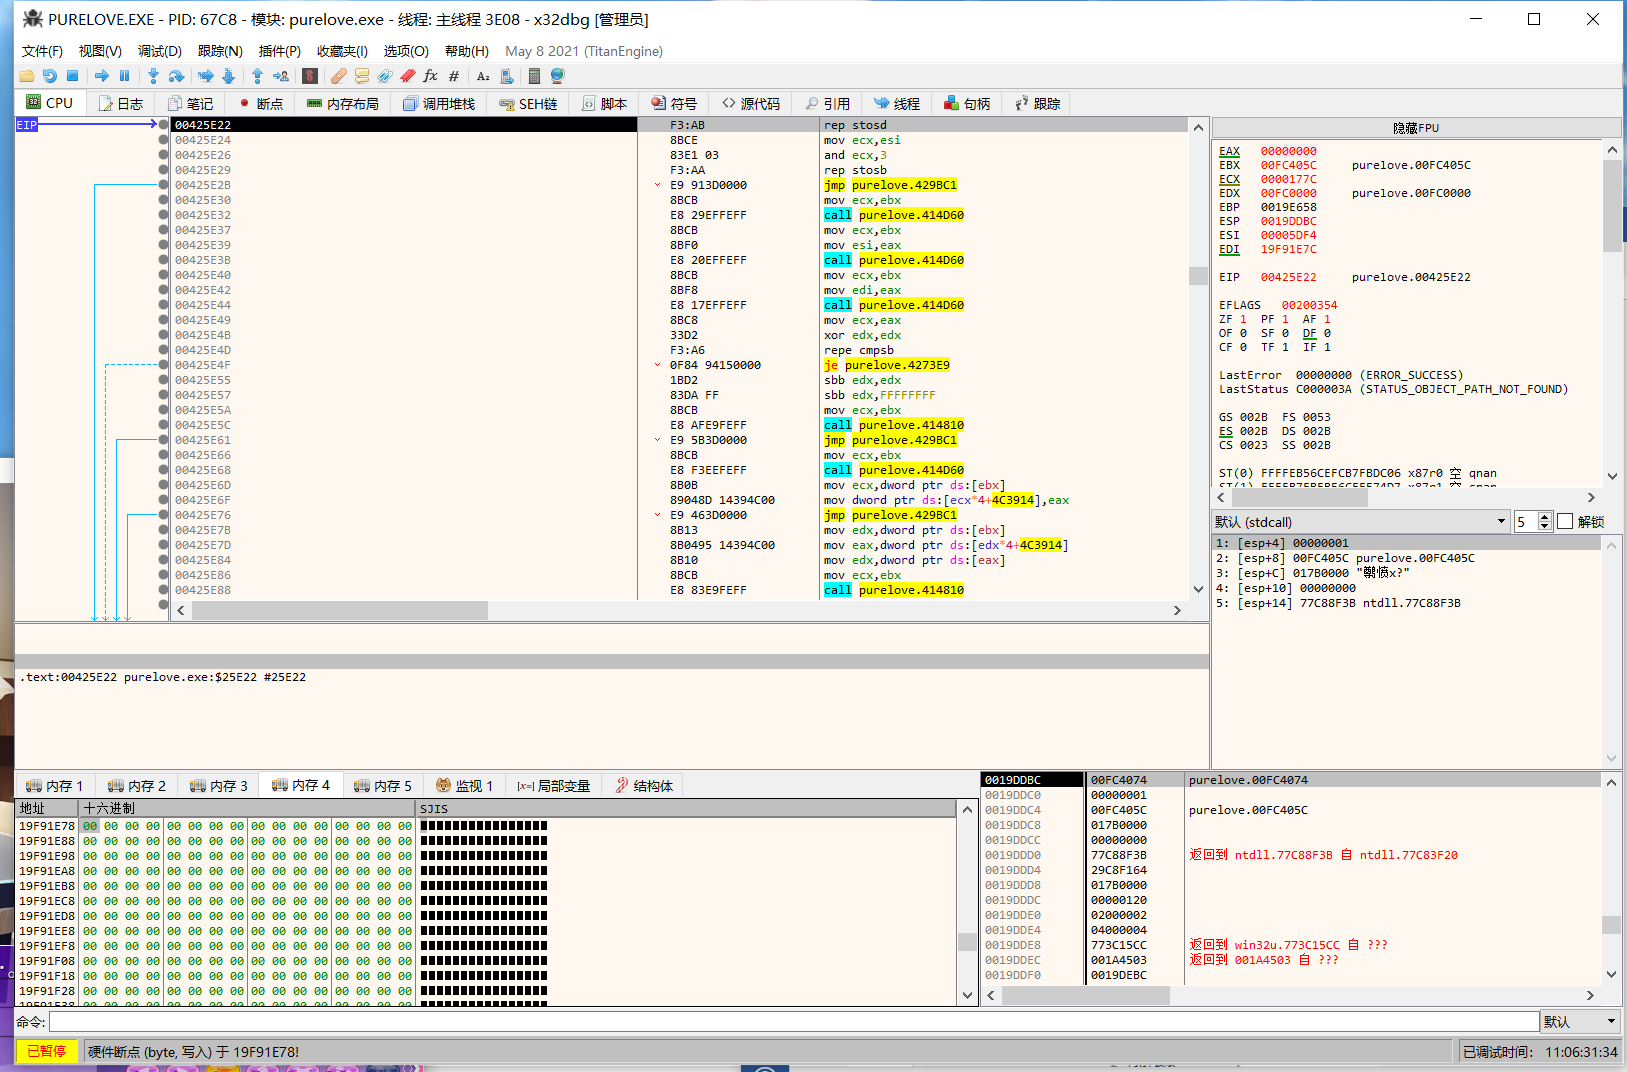 PURELOVE.EXE - PID: 67C8 - 模块: purelove.exe - 线程: 主线程 3E08 - x32dbg [管理员]
文件(F) 视图(V) 调试(D) 跟踪(N) 插件(P) 收藏夹(I) 选项(O) 帮助(H) May 8 2021 (TitanEngine)
CPU 日志 笔记 断点 内存布局 调用堆栈 SEH链 脚本 符号 源代码 引用 线程 句柄 跟踪
EIP 00425E22 F3:AB rep stosd
00425E24 8BCE mov ecx,esi
00425E26 83E1 03 and ecx,3
00425E29 F3:AA rep stosb
00425E2B E9 913D0000 jmp purelove.429BC1
00425E30 8BCB mov ecx,ebx
00425E32 E8 29EFFEFF call purelove.414D60
00425E37 8BCB mov ecx,ebx
00425E39 8BF0 mov esi,eax
00425E3B E8 20EFFEFF call purelove.414D60
00425E40 8BCB mov ecx,ebx
00425E42 8BF8 mov edi,eax
00425E44 E8 17EFFEFF call purelove.414D60
00425E49 8BC8 mov ecx,eax
00425E4B 33D2 xor edx,edx
00425E4D F3:A6 repe cmpsb
00425E4F 0F84 94150000 je purelove.4273E9
00425E55 1BD2 sbb edx,edx
00425E57 83DA FF sbb edx,FFFFFFFF
00425E5A 8BCB mov ecx,ebx
00425E5C E8 AFE9FEFF call purelove.414810
00425E61 E9 5B3D0000 jmp purelove.429BC1
00425E66 8BCB mov ecx,ebx
00425E68 E8 F3EEFEFF call purelove.414D60
00425E6D 8B0B mov ecx,dword ptr ds:[ebx]
00425E6F 89048D 14394C00 mov dword ptr ds:[ecx*4+4C3914],eax
00425E76 E9 463D0000 jmp purelove.429BC1
00425E7B 8B13 mov edx,dword ptr ds:[ebx]
00425E7D 8B0495 14394C00 mov eax,dword ptr ds:[edx*4+4C3914]
00425E84 8B10 mov edx,dword ptr ds:[eax]
00425E86 8BCB mov ecx,ebx
00425E88 E8 83E9FEFF call purelove.414810
.text:00425E22 purelove.exe:$25E22 #25E22
隐藏FPU
EAX 00000000
EBX 00FC405C purelove.00FC405C
ECX 0000177C
EDX 00FC0000 purelove.00FC0000
EBP 0019E658
ESP 0019DDBC
ESI 00005DF4
EDI 19F91E7C
EIP 00425E22 purelove.00425E22
EFLAGS 00200354
ZF 1 PF 1 AF 1
OF 0 SF 0 DF 0
CF 0 TF 1 IF 1
LastError 00000000 (ERROR_SUCCESS)
LastStatus C000003A (STATUS_OBJECT_PATH_NOT_FOUND)
GS 002B FS 0053
ES 002B DS 002B
CS 0023 SS 002B
ST(0) FFFFEB56CEFCB7FBDC06 x87r0 空 qnan
默认 (stdcall) 5 解锁
1: [esp+4] 00000001
2: [esp+8] 00FC405C purelove.00FC405C
3: [esp+C] 017B0000
4: [esp+10] 00000000
5: [esp+14] 77C88F3B ntdll.77C88F3B
内存 1 内存 2 内存 3 内存 4 内存 5 监视 1 [x=] 局部变量 结构体
地址 十六进制 SJIS
19F91E78 00 00 00 00 00 00 00 00 00 00 00 00 00 00 00 00
19F91E88 00 00 00 00 00 00 00 00 00 00 00 00 00 00 00 00
19F91E98 00 00 00 00 00 00 00 00 00 00 00 00 00 00 00 00
19F91EA8 00 00 00 00 00 00 00 00 00 00 00 00 00 00 00 00
19F91EB8 00 00 00 00 00 00 00 00 00 00 00 00 00 00 00 00
19F91EC8 00 00 00 00 00 00 00 00 00 00 00 00 00 00 00 00
19F91ED8 00 00 00 00 00 00 00 00 00 00 00 00 00 00 00 00
19F91EE8 00 00 00 00 00 00 00 00 00 00 00 00 00 00 00 00
19F91EF8 00 00 00 00 00 00 00 00 00 00 00 00 00 00 00 00
19F91F08 00 00 00 00 00 00 00 00 00 00 00 00 00 00 00 00
19F91F18 00 00 00 00 00 00 00 00 00 00 00 00 00 00 00 00
19F91F28 00 00 00 00 00 00 00 00 00 00 00 00 00 00 00 00
0019DDBC 00FC4074 purelove.00FC4074
0019DDC0 00000001
0019DDC4 00FC405C purelove.00FC405C
0019DDC8 017B0000
0019DDCC 00000000
0019DDD0 77C88F3B 返回到 ntdll.77C88F3B 自 ntdll.77C83F20
0019DDD4 29C8F164
0019DDD8 017B0000
0019DDDC 00000120
0019DDE0 02000002
0019DDE4 04000004
0019DDE8 773C15CC 返回到 win32u.773C15CC 自 ???
0019DDEC 001A4503 返回到 001A4503 自 ???
0019DDF0 0019DEBC
命令: 默认
已暂停 硬件断点 (byte, 写入) 于 19F91E78! 已调试时间: 11:06:31:34